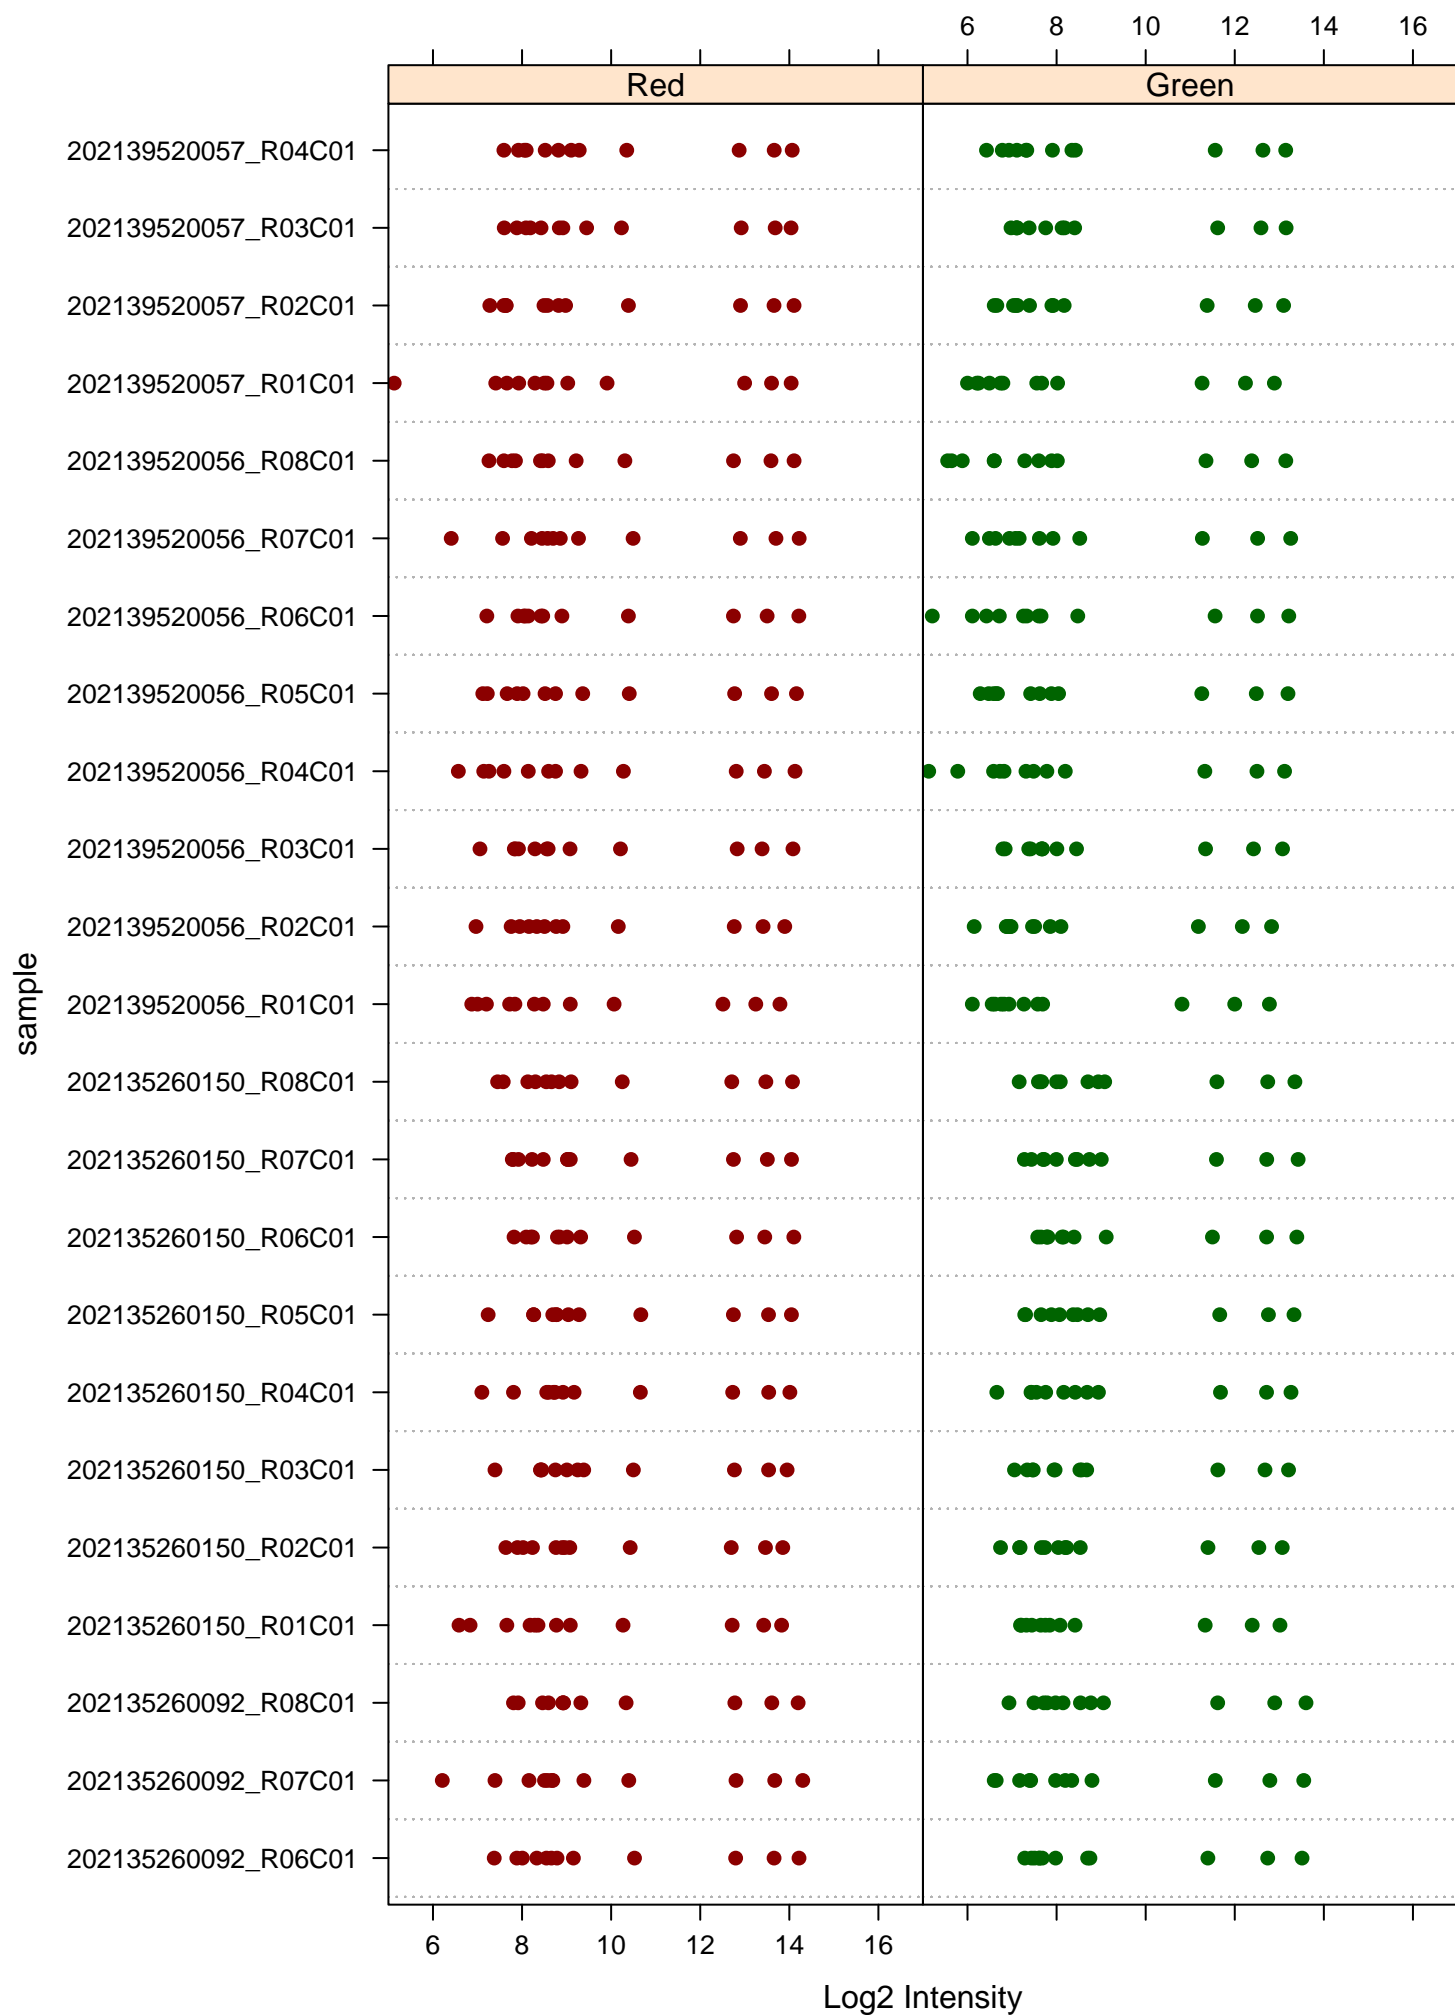 6 8 10 12 14 16
Red Green
202139520057_R04C01
202139520057_R03C01
202139520057_R02C01
202139520057_R01C01
202139520056_R08C01
202139520056_R07C01
202139520056_R06C01
202139520056_R05C01
202139520056_R04C01
202139520056_R03C01
202139520056_R02C01
202139520056_R01C01
202135260150_R08C01
202135260150_R07C01
202135260150_R06C01
202135260150_R05C01
202135260150_R04C01
202135260150_R03C01
202135260150_R02C01
202135260150_R01C01
202135260092_R08C01
202135260092_R07C01
202135260092_R06C01
sample
6 8 10 12 14 16
Log2 Intensity